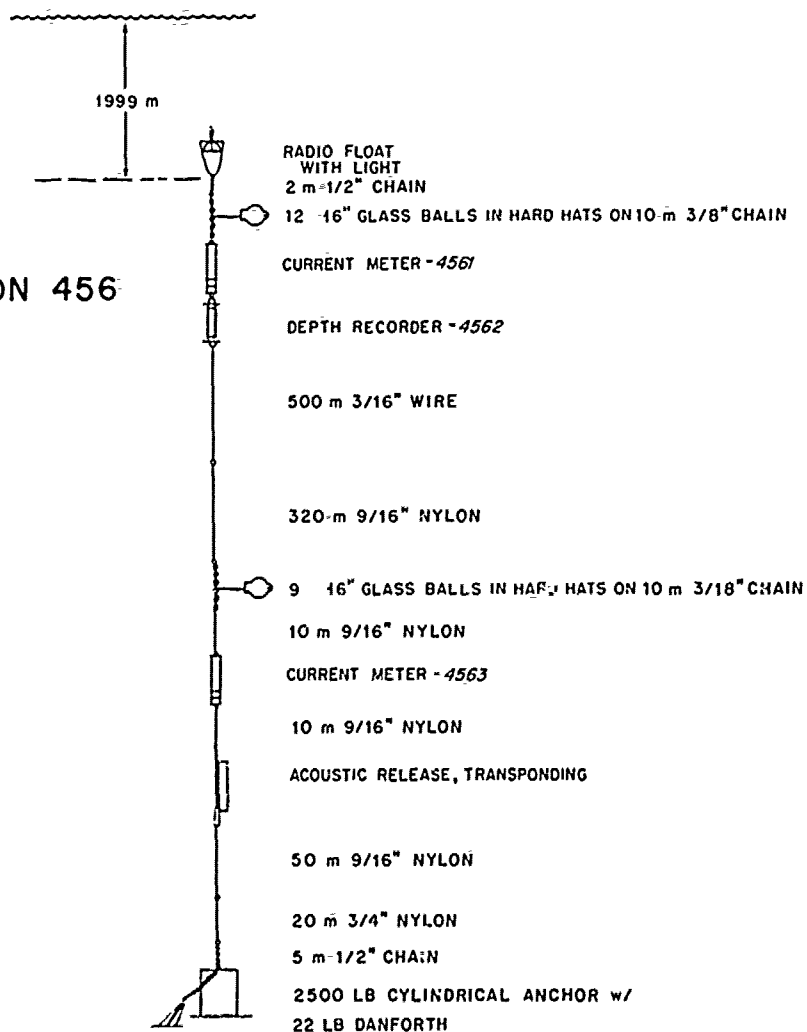 1999 m
RADIO FLOAT
WITH LIGHT
2 m 1/2" CHAIN
12 16" GLASS BALLS IN HARD HATS ON 10 m 3/8" CHAIN
ON 456
CURRENT METER - 4561
DEPTH RECORDER - 4562
500 m 3/16" WIRE
320 m 9/16" NYLON
9 16" GLASS BALLS IN HARD HATS ON 10 m 3/18" CHAIN
10 m 9/16" NYLON
CURRENT METER - 4563
10 m 9/16" NYLON
ACOUSTIC RELEASE, TRANSPONDING
50 m 9/16" NYLON
20 m 3/4" NYLON
5 m 1/2" CHAIN
2500 LB CYLINDRICAL ANCHOR w/
22 LB DANFORTH